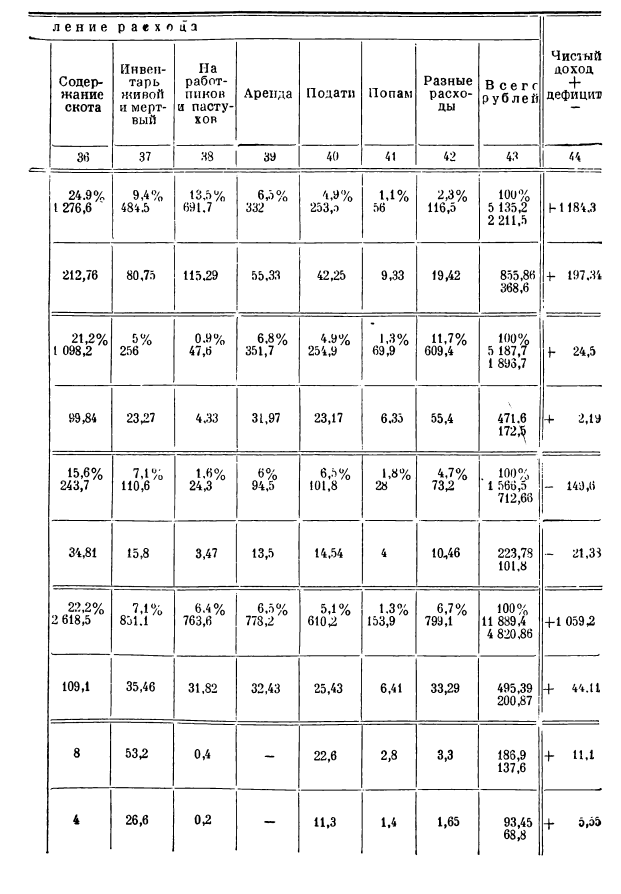 ление расхода
Содер-жание скота Инвен-тарь живой и мерт-вый На работ-ников и пасту-хов Аренда Подати Попам Разные расхо-ды Всего рублей Чистый доход + дефицит −
36 37 38 39 40 41 42 43 44
24.9% 9,4% 13,5% 6,5% 4,9% 1,1% 2,3% 100%
1 276,6 484.5 691.7 332 253,5 56 116,5 5 135,2 +1 184.3
2 211,5
212,76 80,75 115.29 55.33 42,25 9,33 19,42 855,86 + 197,34
368,6
21,2% 5% 0.9% 6,8% 4.9% 1,3% 11,7% 100%
1 098,2 256 47,6 351,7 254,9 69,9 609,4 5 187,7 + 24,5
1 896,7
99,84 23,27 4.33 31,97 23,17 6,35 55,4 471.6 + 2,19
172,5
15,6% 7,1% 1.6% 6% 6,5% 1,8% 4,7% 100%
243,7 110,6 24,3 94,5 101,8 28 73,2 1 566,5 − 149,6
712,66
34,81 15,8 3,47 13,5 14,54 4 10,46 223,78 − 21,38
101,8
22,2% 7,1% 6.4% 6,5% 5,1% 1.3% 6,7% 100%
2 618,5 851.1 763,6 778,2 610,2 153,9 799,1 11 889,4 +1 059,2
4 820,86
109,1 35,46 31,82 32,43 25,43 6,41 33,29 495,39 + 44.11
200,87
8 53,2 0,4 — 22,6 2,8 3,3 186,9 + 11,1
137,6
4 26,6 0,2 — 11,3 1,4 1,65 93,45 + 5,55
68,8